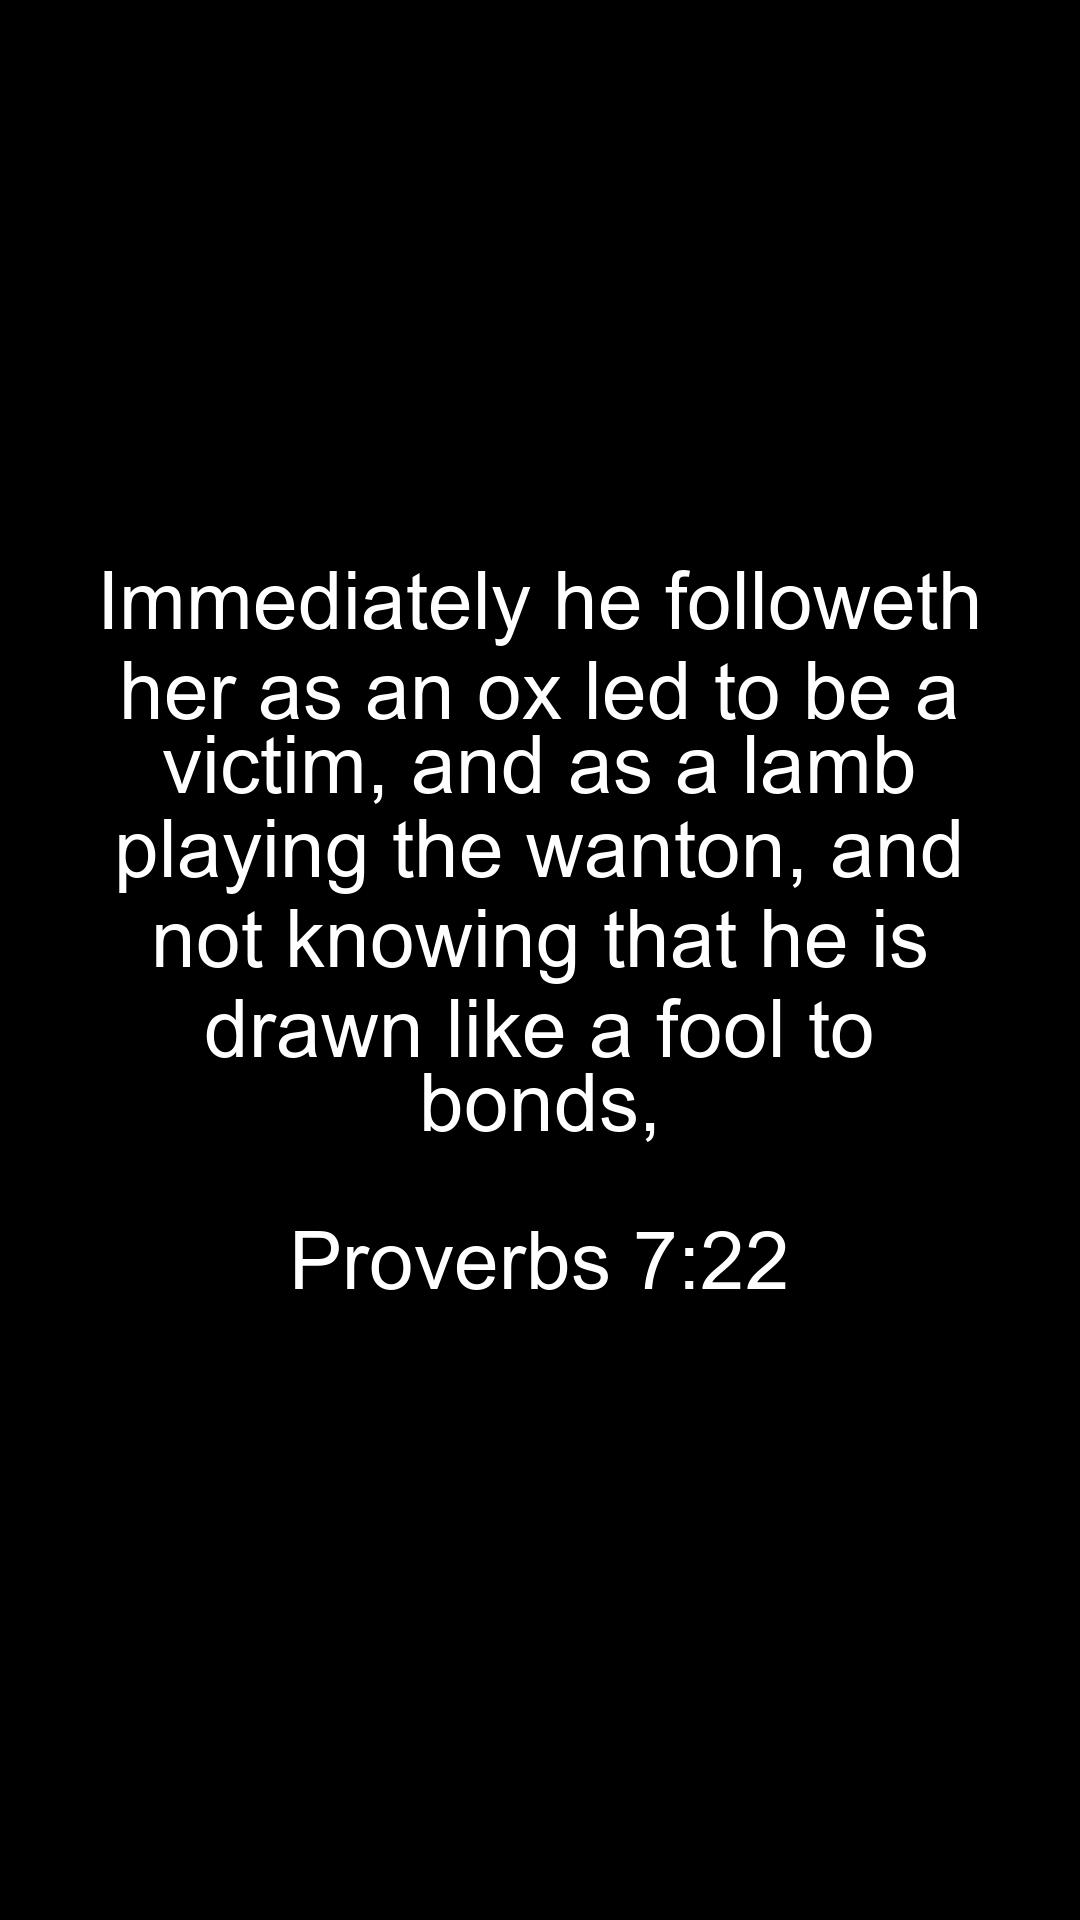 Immediately he followeth
her as an ox led to be a
victim, and as a lamb
playing the wanton, and
not knowing that he is
drawn like a fool to
bonds,
Proverbs 7:22